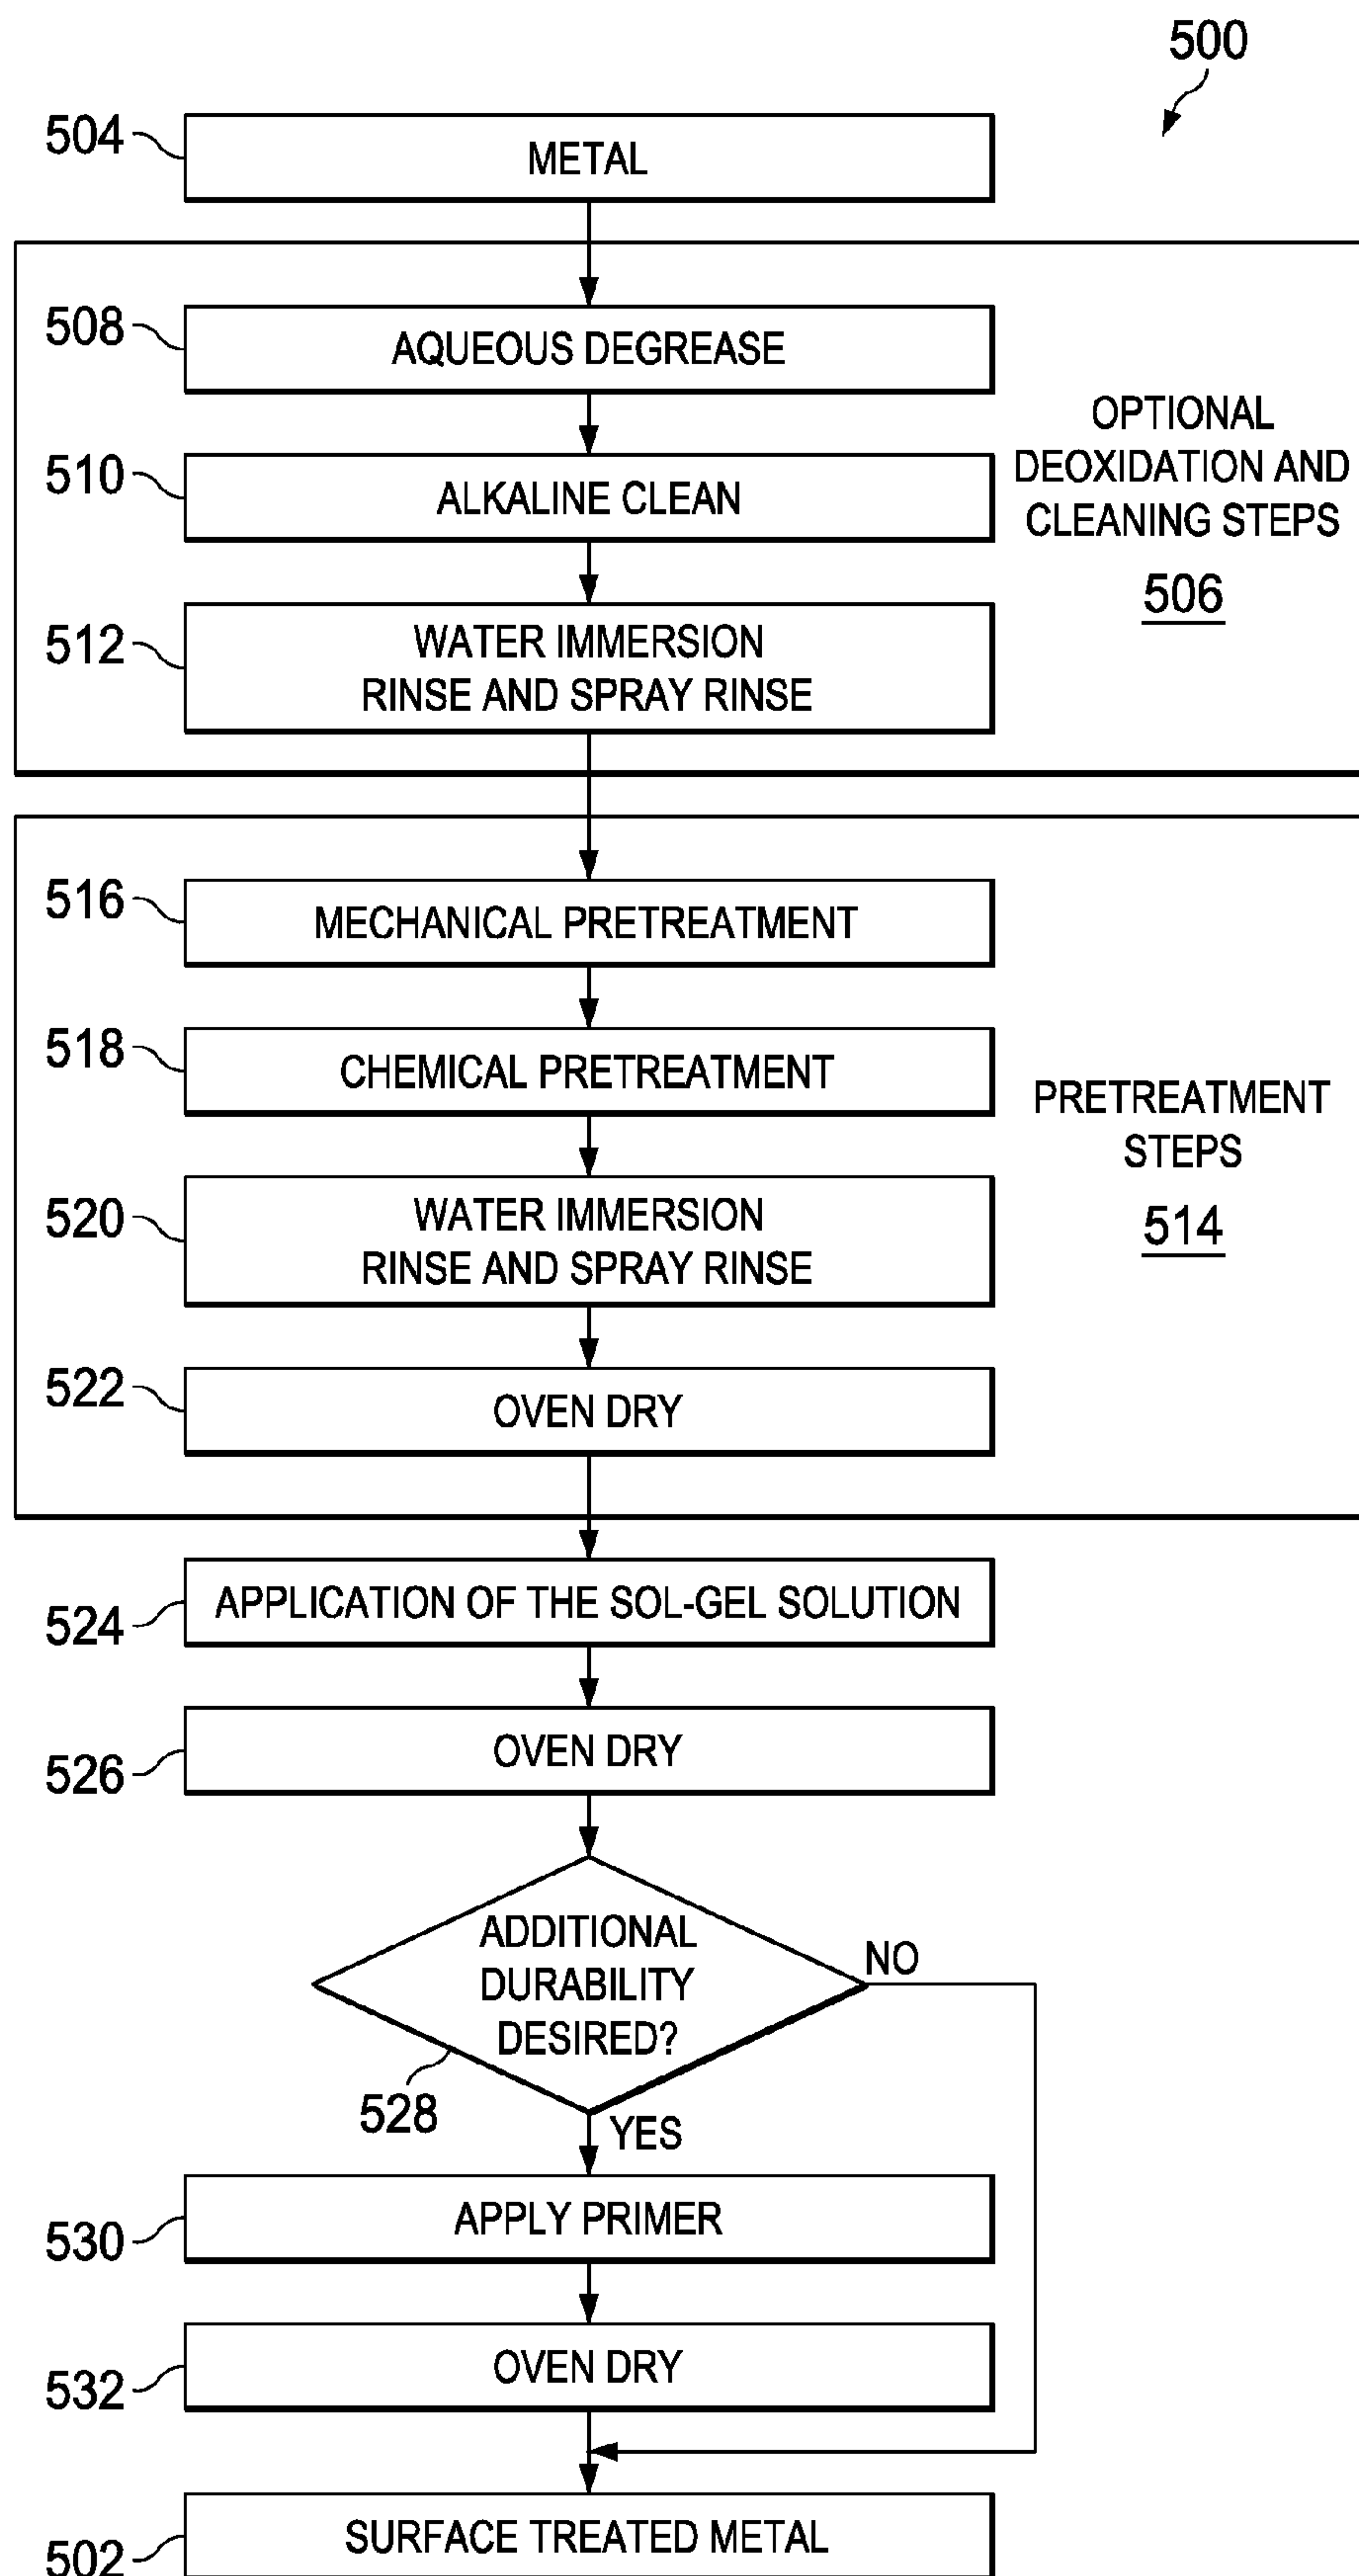 500
504
METAL
508
AQUEOUS DEGREASE
510
ALKALINE CLEAN
512
WATER IMMERSION
RINSE AND SPRAY RINSE
OPTIONAL
DEOXIDATION AND
CLEANING STEPS
506
516
MECHANICAL PRETREATMENT
518
CHEMICAL PRETREATMENT
520
WATER IMMERSION
RINSE AND SPRAY RINSE
522
OVEN DRY
PRETREATMENT
STEPS
514
524
APPLICATION OF THE SOL-GEL SOLUTION
526
OVEN DRY
ADDITIONAL
DURABILITY
DESIRED?
NO
528
YES
530
APPLY PRIMER
532
OVEN DRY
502
SURFACE TREATED METAL